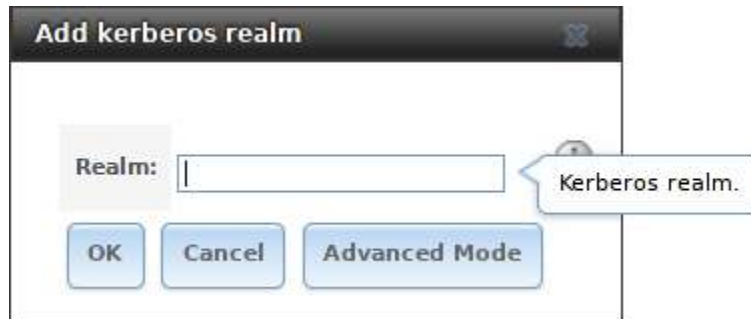 Add kerberos realm
Realm:
Kerberos realm.
OK Cancel Advanced Mode